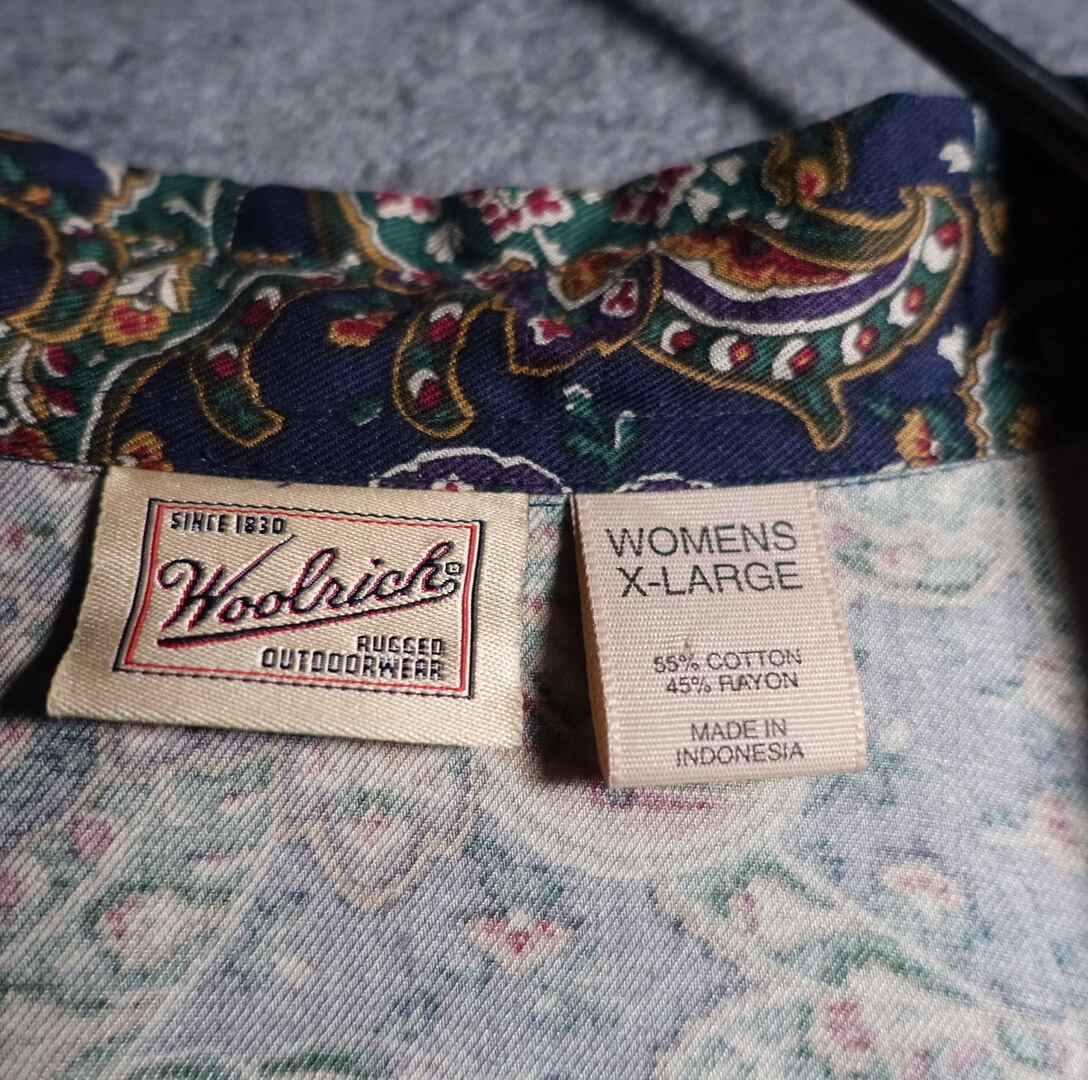 SINCE 1830
Woolrich
RUGGED
OUTDOORWEAR
WOMENS
X-LARGE
55% COTTON
45% RAYON
MADE IN
INDONESIA